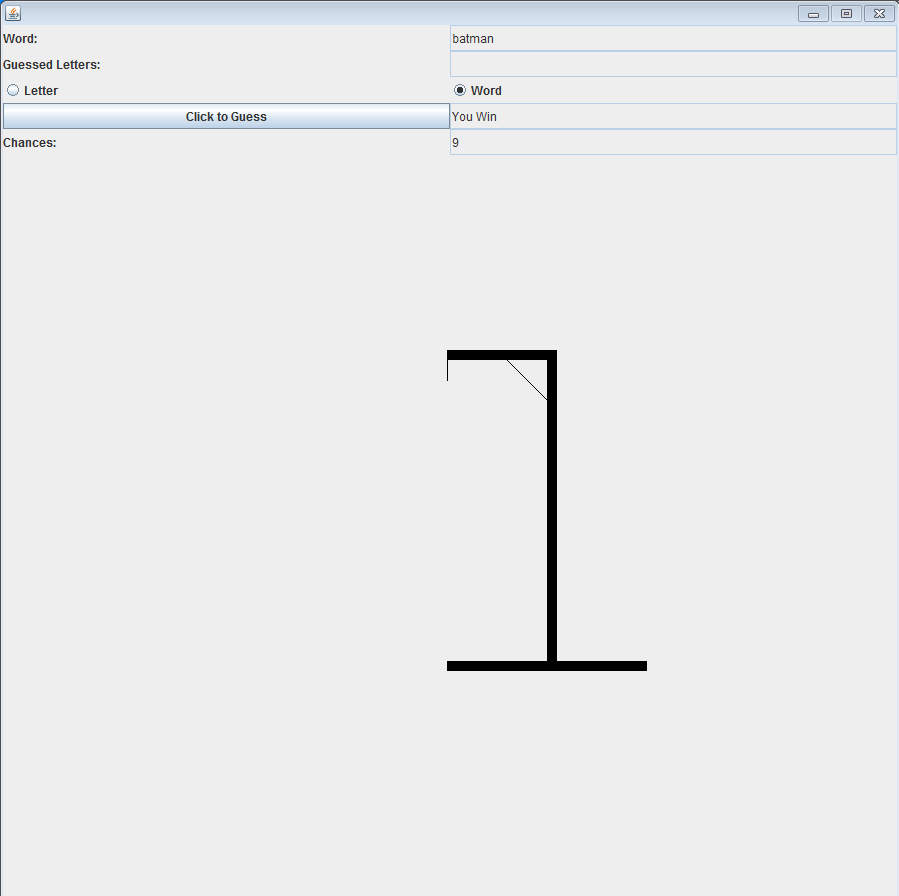 Word: batman
Guessed Letters:
Letter Word
Click to Guess You Win
Chances: 9